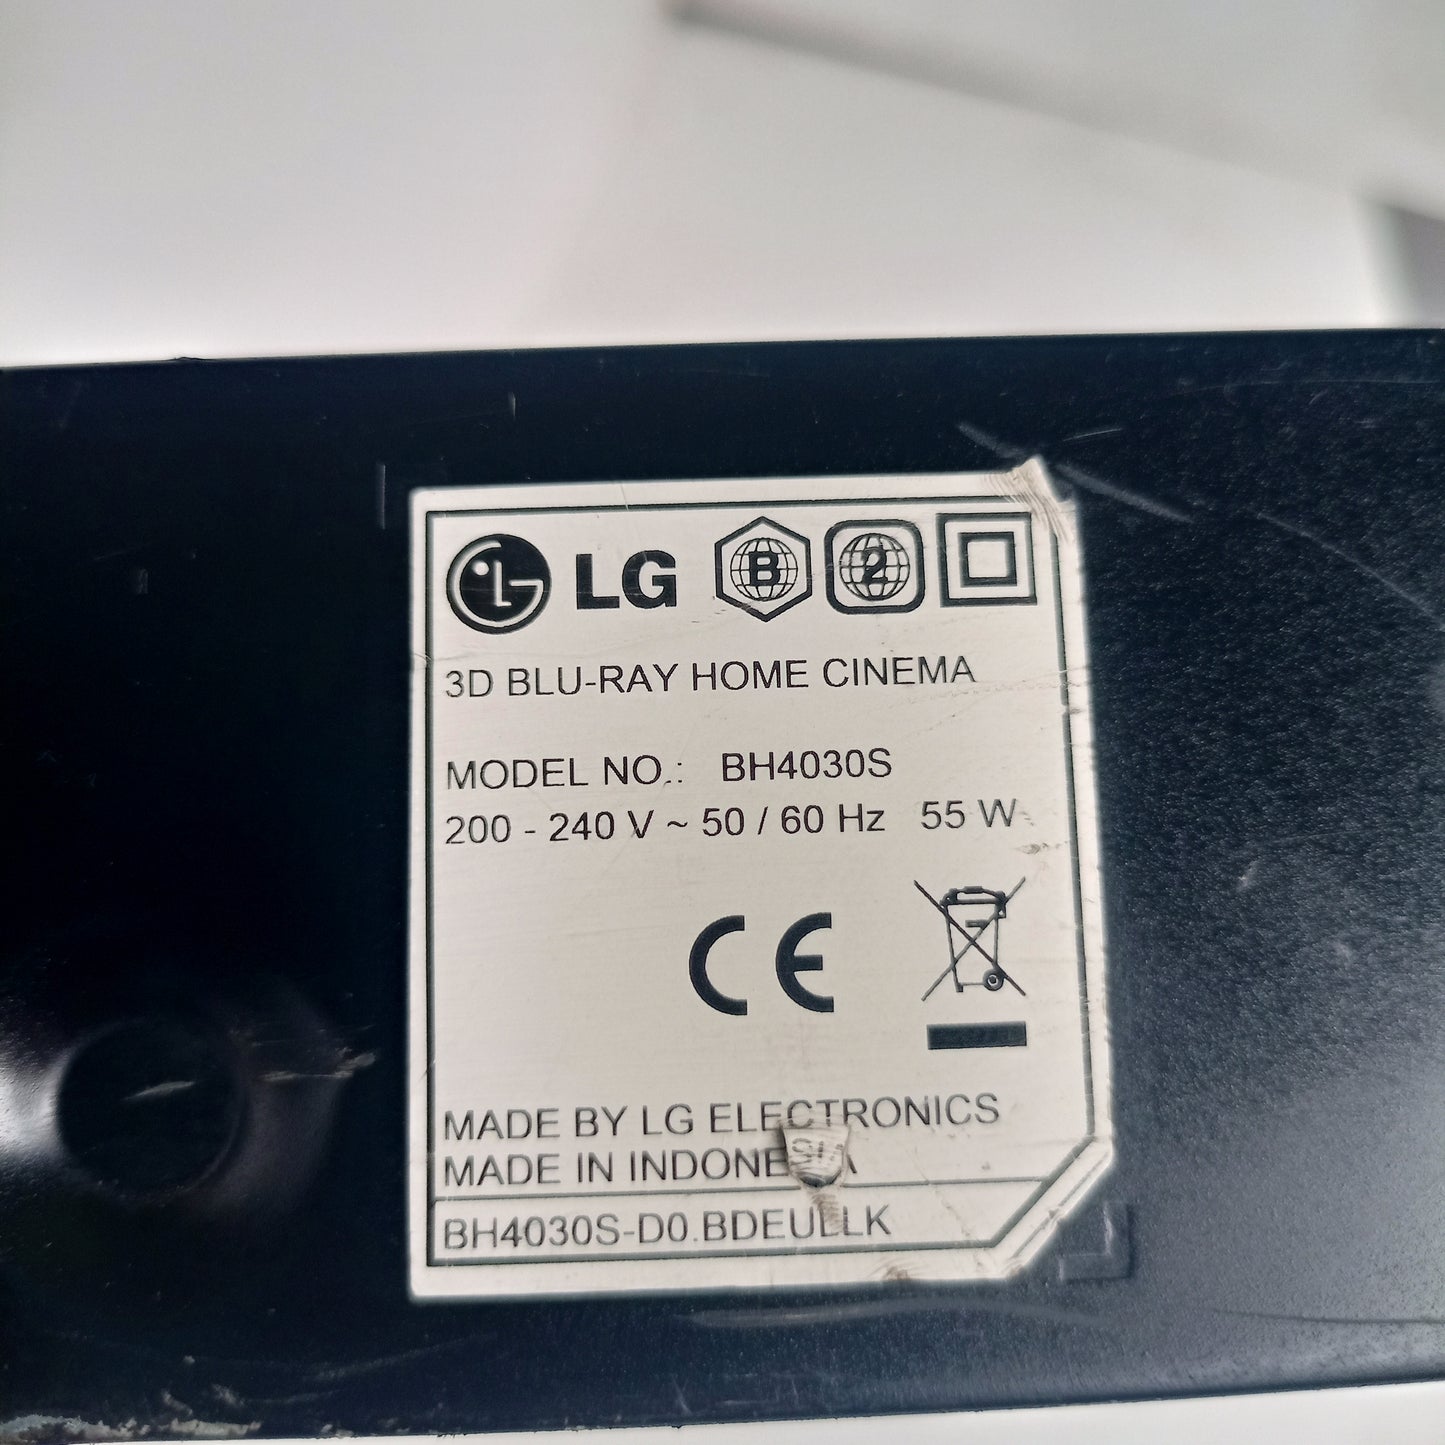 LG LG B 2
3D BLU-RAY HOME CINEMA
MODEL NO.: BH4030S
200 - 240 V ~ 50 / 60 Hz 55 W
CE
MADE BY LG ELECTRONICS
MADE IN INDONESIA
BH4030S-D0.BDEULLK